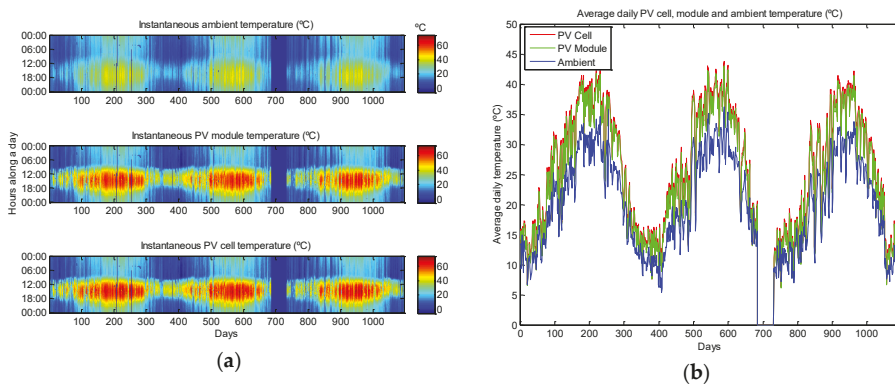 Instantaneous ambient temperature (ºC)
ºC
00:00
06:00
12:00
18:00
00:00
60
40
20
0
100 200 300 400 500 600 700 800 900 1000
Instantaneous PV module temperature (ºC)
00:00
06:00
12:00
18:00
00:00
60
40
20
0
100 200 300 400 500 600 700 800 900 1000
Hours along a day
Instantaneous PV cell temperature (ºC)
00:00
06:00
12:00
18:00
00:00
60
40
20
0
100 200 300 400 500 600 700 800 900 1000
Days
(a)
Average daily PV cell, module and ambient temperature (ºC)
PV Cell
PV Module
Ambient
50
45
40
35
30
25
20
15
10
5
0
Average daily temperature (ºC)
0 200 400 600 800 1000
Days
(b)